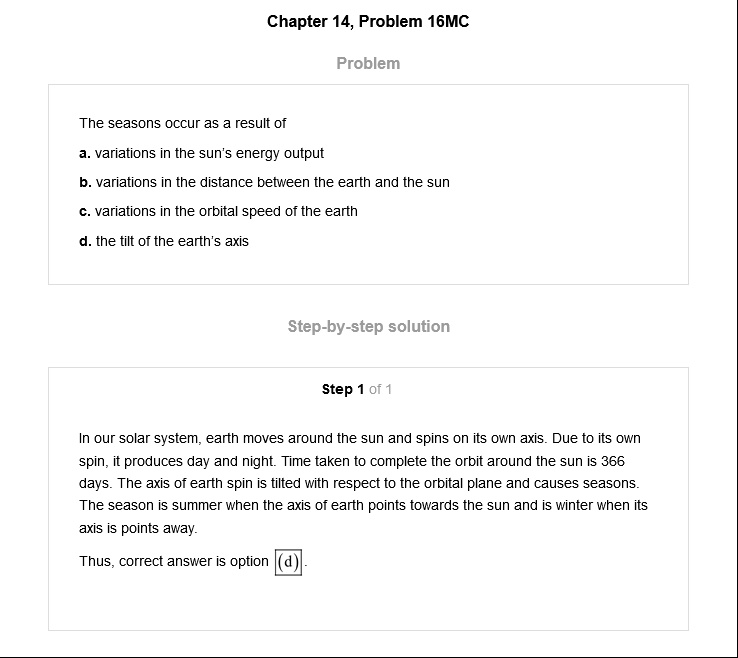 Chapter 14, Problem 16MC
Problem
The seasons occur as a result of
a. variations in the sun's energy output
b. variations in the distance between the earth and the sun
c. variations in the orbital speed of the earth
d. the tilt of the earth's axis
Step-by-step solution
Step 1 of 1
In our solar system, earth moves around the sun and spins on its own axis. Due to its own
spin, it produces day and night. Time taken to complete the orbit around the sun is 366
days. The axis of earth spin is tilted with respect to the orbital plane and causes seasons.
The season is summer when the axis of earth points towards the sun and is winter when its
axis is points away.
Thus, correct answer is option (d).